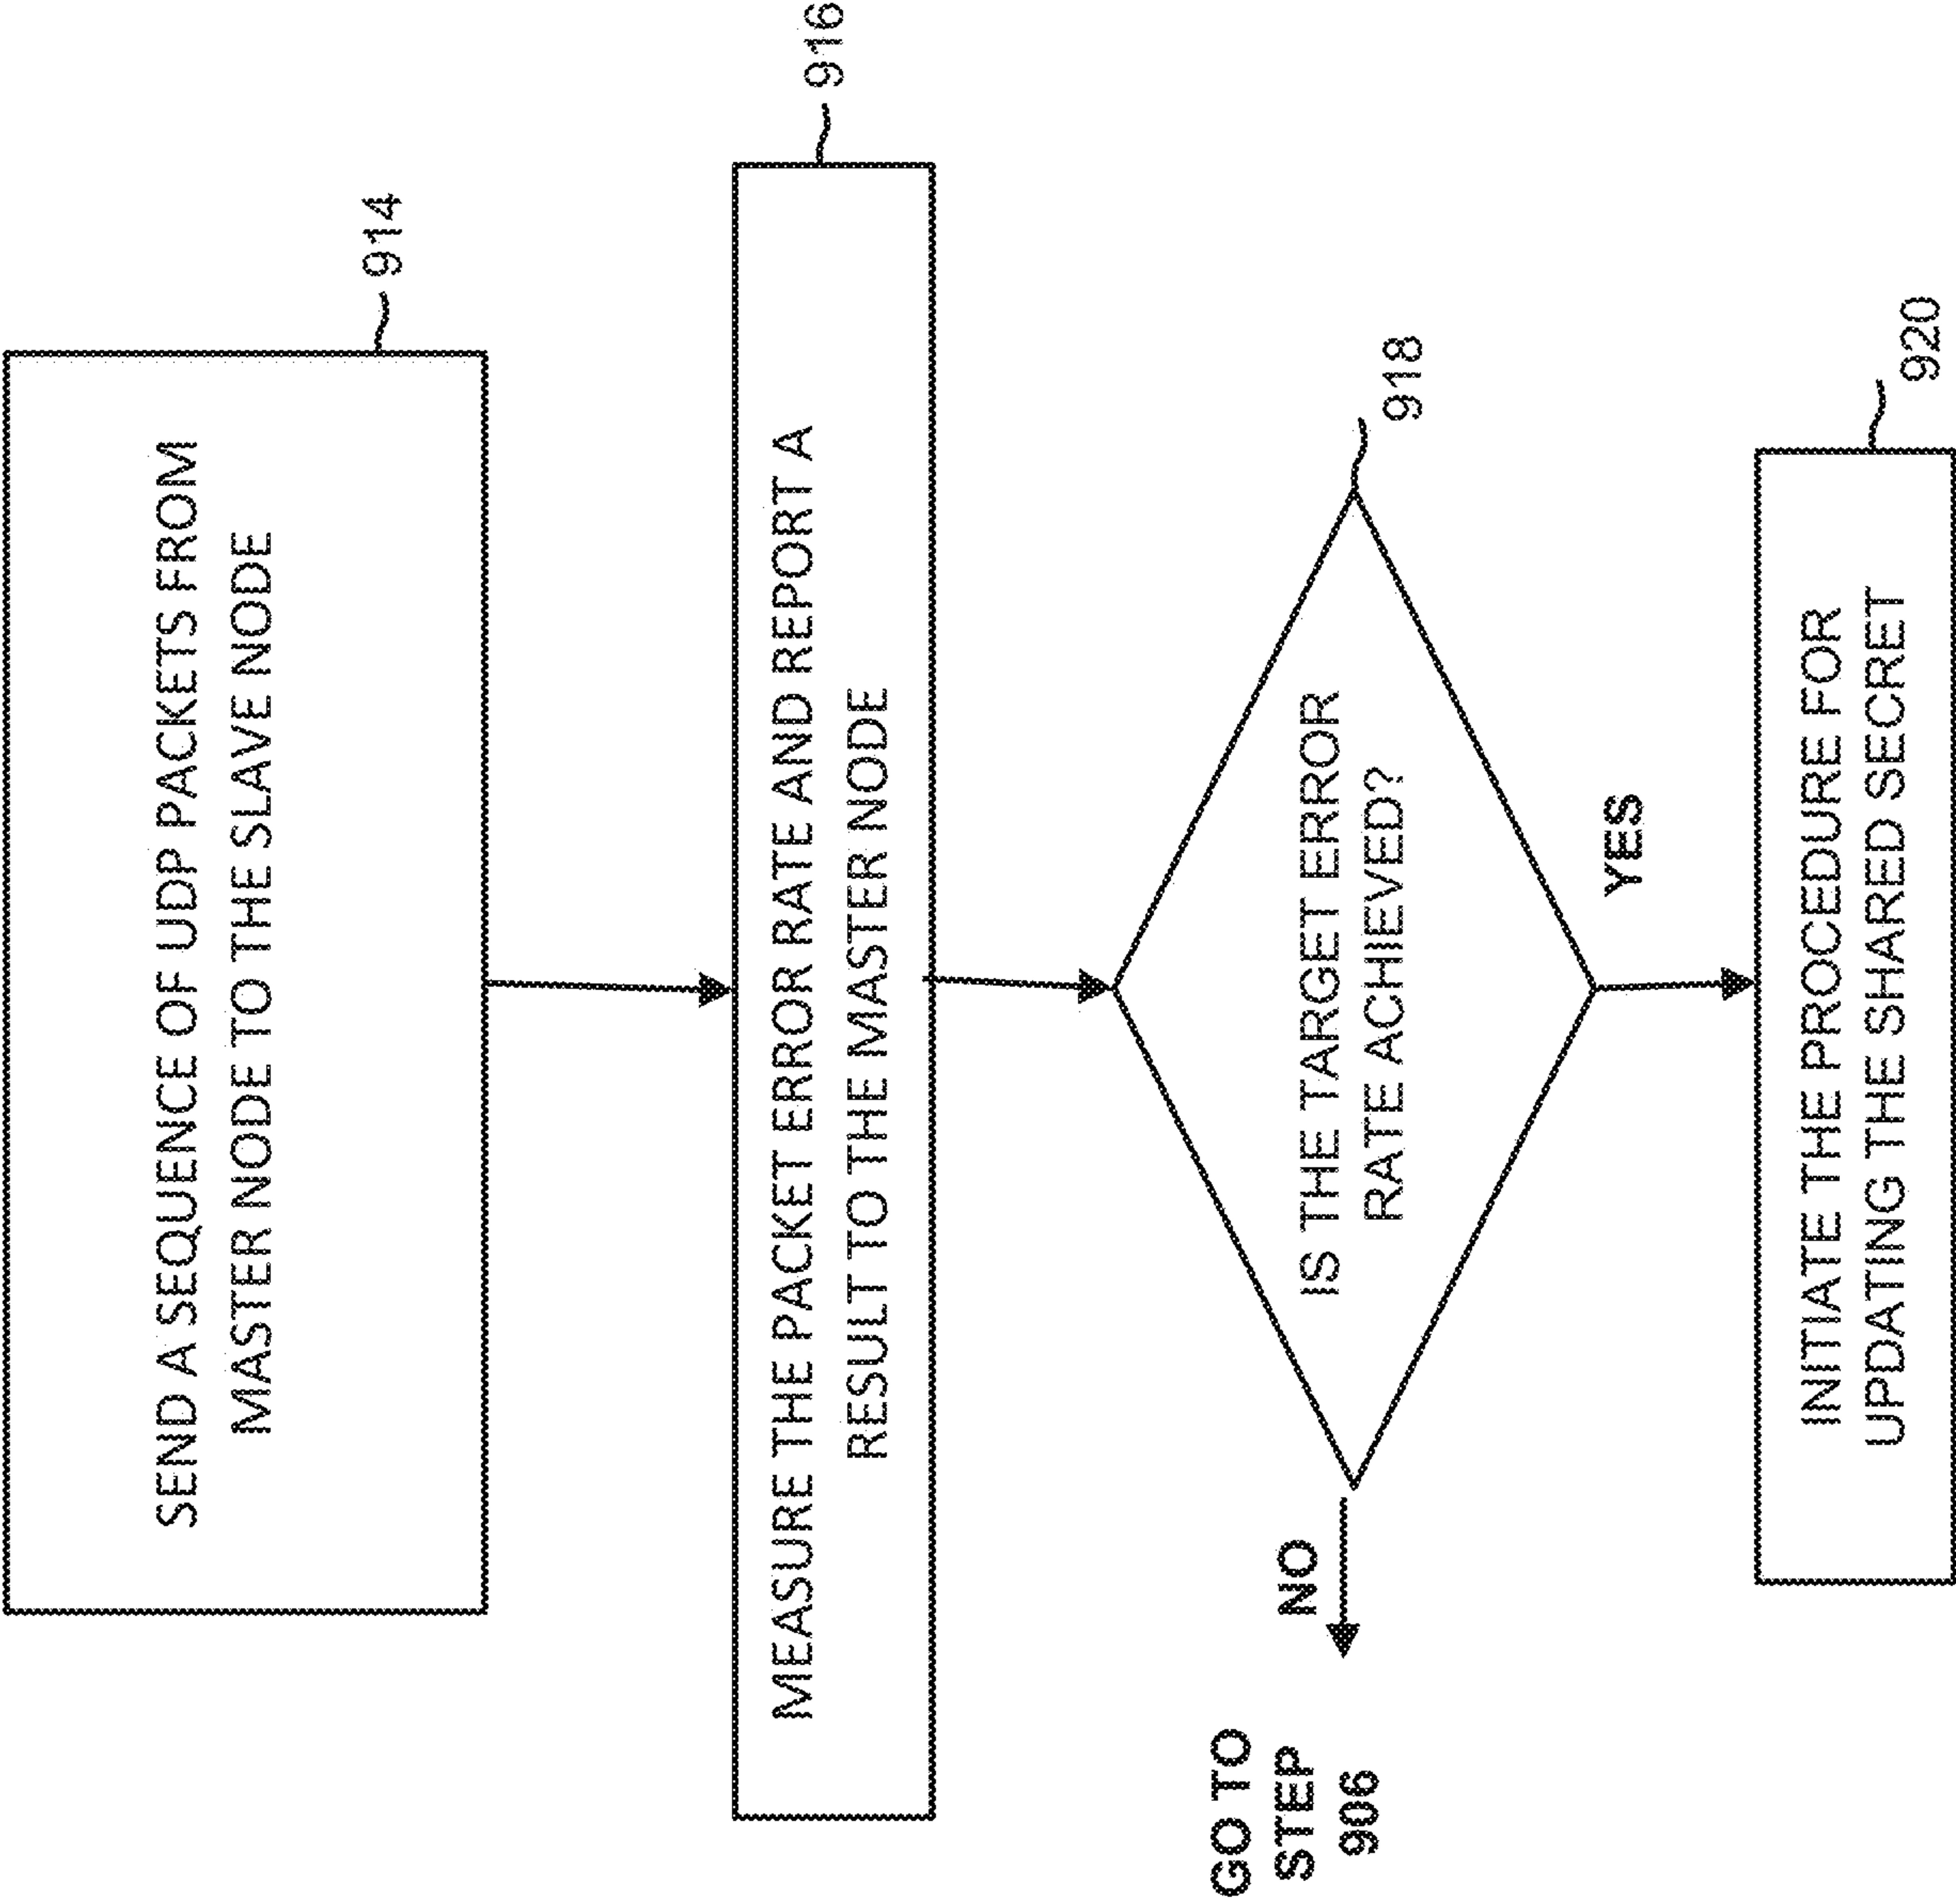 SEND A SEQUENCE OF UDP PACKETS FROM
MASTER NODE TO THE SLAVE NODE
914
MEASURE THE PACKET ERROR RATE AND REPORT A
RESULT TO THE MASTER NODE
916
IS THE TARGET ERROR
RATE ACHIEVED?
918
NO
GO TO
STEP
906
YES
INITIATE THE PROCEDURE FOR
UPDATING THE SHARED SECRET
920